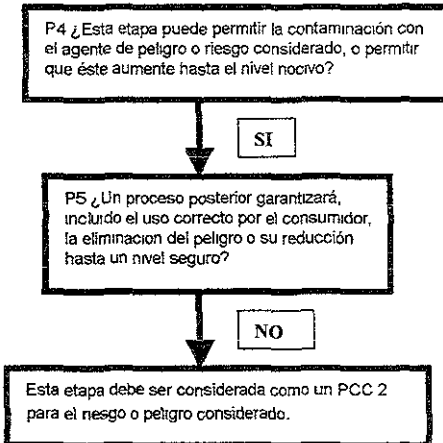 P4 ¿Esta etapa puede permitir la contaminación con
el agente de peligro o riesgo considerado, o permitir
que éste aumente hasta el nivel nocivo?
SI
P5 ¿Un proceso posterior garantizará,
incluido el uso correcto por el consumidor,
la eliminacion del peligro o su reducción
hasta un nivel seguro?
NO
Esta etapa debe ser considerada como un PCC 2
para el riesgo o peligro considerado.